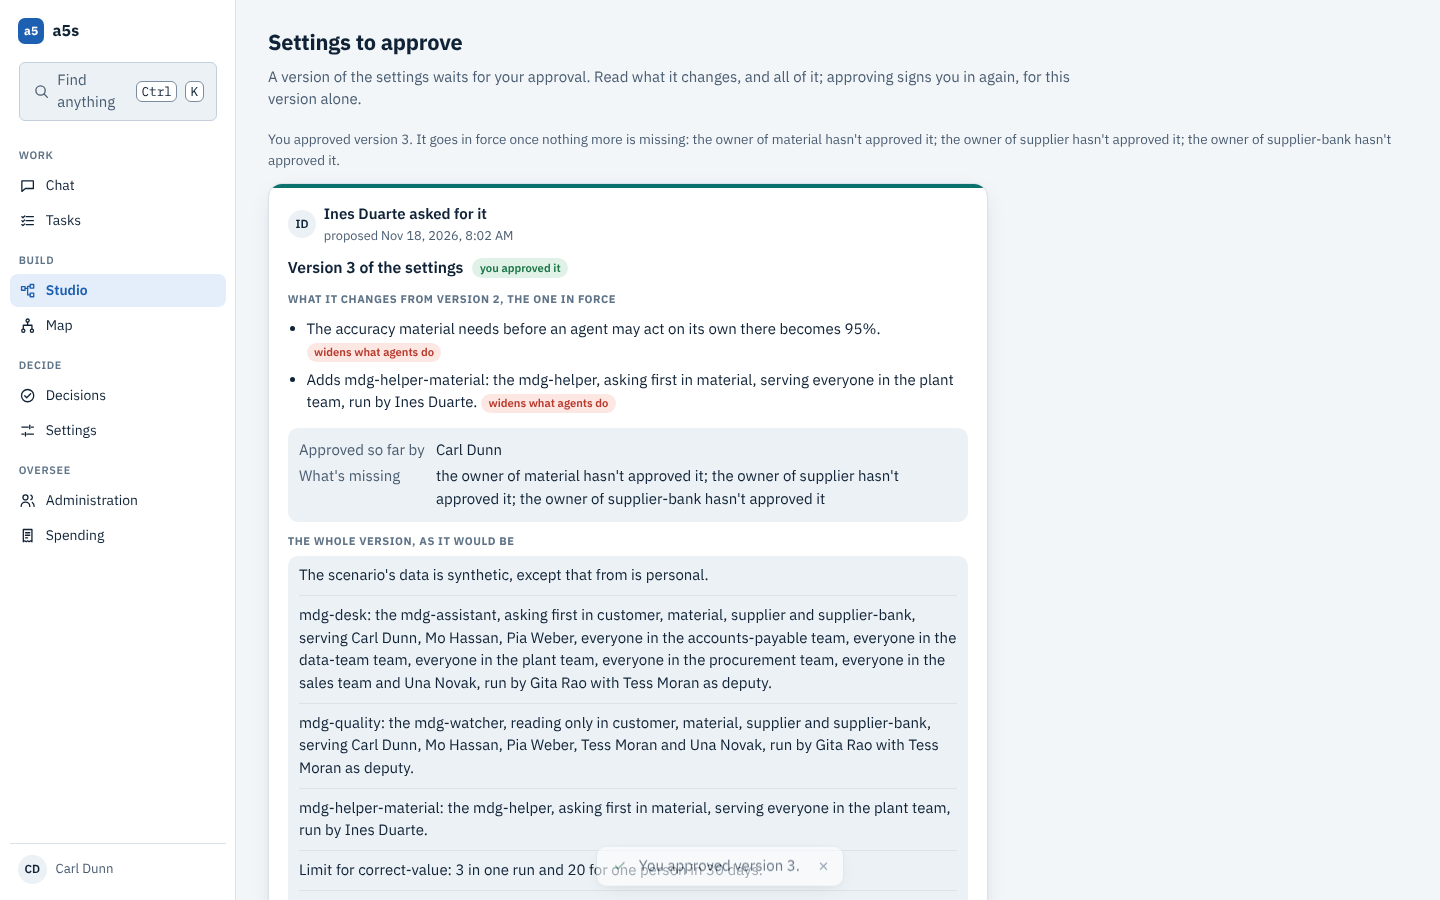 a5 a5s
Find
anything
Ctrl K
WORK
Chat
Tasks
BUILD
Studio
Map
DECIDE
Decisions
Settings
OVERSEE
Administration
Spending
CD Carl Dunn
Settings to approve
A version of the settings waits for your approval. Read what it changes, and all of it; approving signs you in again, for this
version alone.
You approved version 3. It goes in force once nothing more is missing: the owner of material hasn't approved it; the owner of supplier hasn't approved it; the owner of supplier-bank hasn't
approved it.
ID Ines Duarte asked for it
proposed Nov 18, 2026, 8:02 AM
Version 3 of the settings you approved it
WHAT IT CHANGES FROM VERSION 2, THE ONE IN FORCE
• The accuracy material needs before an agent may act on its own there becomes 95%.
widens what agents do
• Adds mdg-helper-material: the mdg-helper, asking first in material, serving everyone in the plant
team, run by Ines Duarte. widens what agents do
Approved so far by Carl Dunn
What's missing the owner of material hasn't approved it; the owner of supplier hasn't
approved it; the owner of supplier-bank hasn't approved it
THE WHOLE VERSION, AS IT WOULD BE
The scenario's data is synthetic, except that from is personal.
mdg-desk: the mdg-assistant, asking first in customer, material, supplier and supplier-bank,
serving Carl Dunn, Mo Hassan, Pia Weber, everyone in the accounts-payable team, everyone in the
data-team team, everyone in the plant team, everyone in the procurement team, everyone in the
sales team and Una Novak, run by Gita Rao with Tess Moran as deputy.
mdg-quality: the mdg-watcher, reading only in customer, material, supplier and supplier-bank,
serving Carl Dunn, Mo Hassan, Pia Weber, Tess Moran and Una Novak, run by Gita Rao with Tess
Moran as deputy.
mdg-helper-material: the mdg-helper, asking first in material, serving everyone in the plant team,
run by Ines Duarte.
Limit for correct-value: 3 in one run and 20 for one person in 30 days.
You approved version 3.